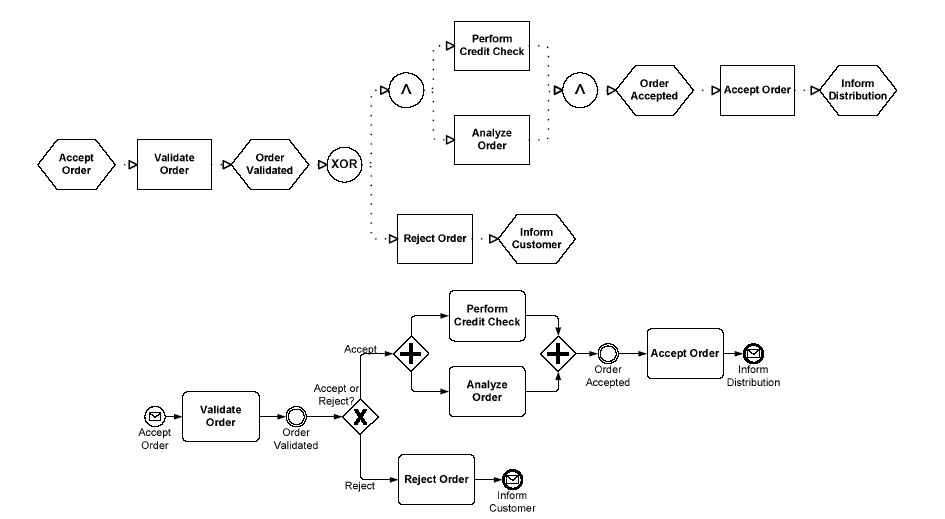 Perform
Credit Check
Λ
Λ
Order
Accepted
Accept Order
Inform
Distribution
Analyze
Order
Accept
Order
Validate
Order
Order
Validated
XOR
Reject Order
Inform
Customer
Perform
Credit Check
Accept
Accept Order
Order
Accepted
Inform
Distribution
Accept or
Reject?
Analyze
Order
Validate
Order
X
Accept
Order
Order
Validated
Reject Order
Reject
Inform
Customer